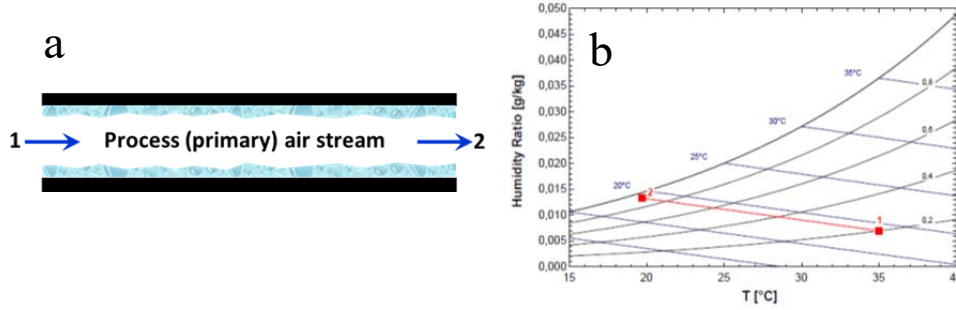 a
1 Process (primary) air stream 2
b
Humidity Ratio [g/kg]
0,050
0,045
0,040
0,035
0,030
0,025
0,020
0,015
0,010
0,005
0,000
35°C
30°C
25°C
20°C
0,8
0,6
0,4
0,2
2
1
15 20 25 30 35 4
T [°C]